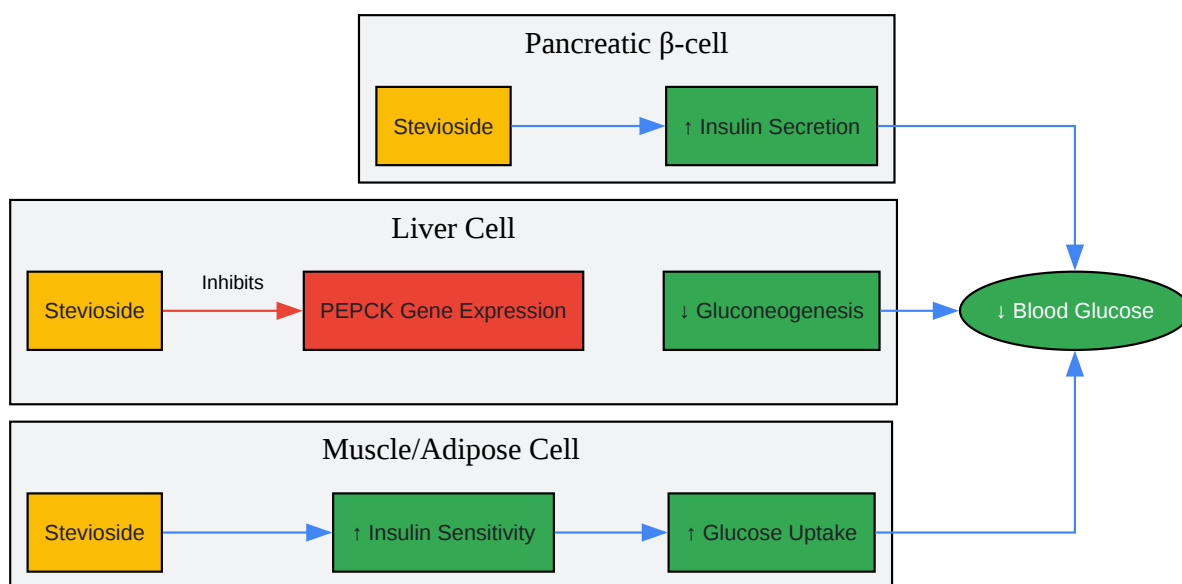 Pancreatic β-cell
Stevioside
↑ Insulin Secretion
Liver Cell
Stevioside
Inhibits
PEPCK Gene Expression
↓ Gluconeogenesis
↓ Blood Glucose
Muscle/Adipose Cell
Stevioside
↑ Insulin Sensitivity
↑ Glucose Uptake